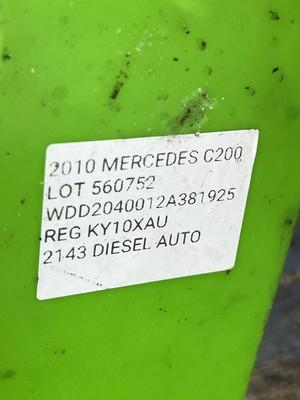 2010 MERCEDES C200
LOT 560752
WDD2040012A381925
REG KY10XAU
2143 DIESEL AUTO